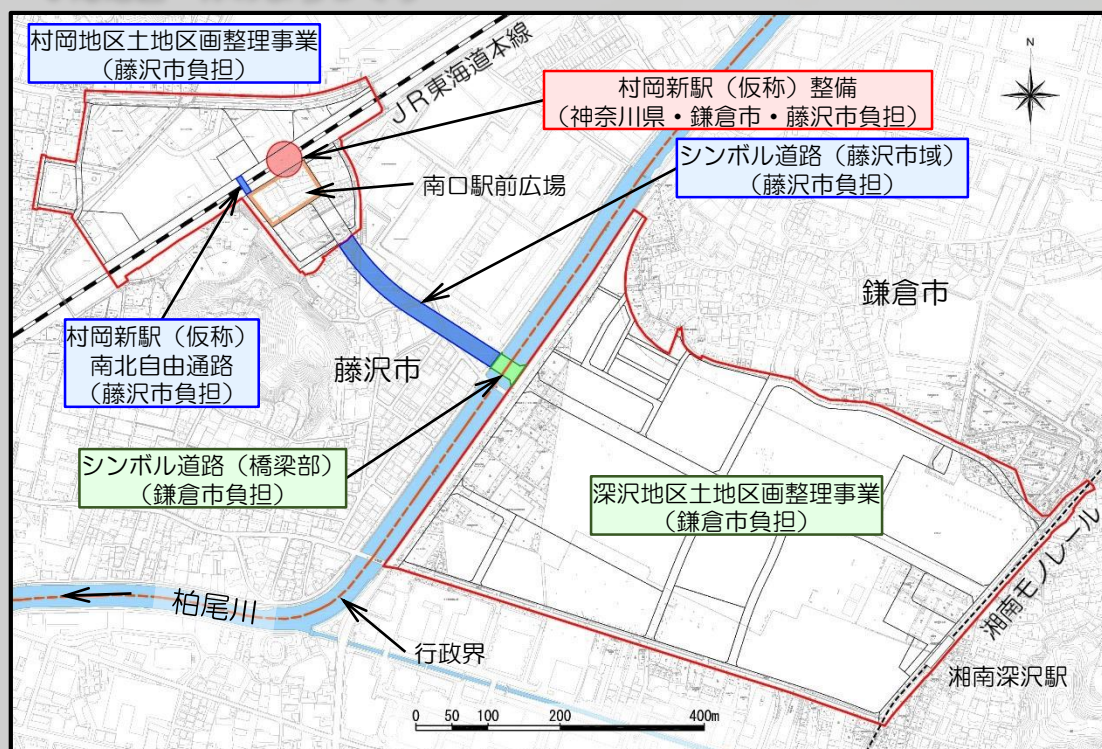 村岡地区土地区画整理事業
（藤沢市負担）
JR東海道本線
N
村岡新駅（仮称）整備
（神奈川県・鎌倉市・藤沢市負担）
シンボル道路（藤沢市域）
（藤沢市負担）
南口駅前広場
鎌倉市
村岡新駅（仮称）
南北自由通路
（藤沢市負担）
藤沢市
シンボル道路（橋梁部）
（鎌倉市負担）
深沢地区土地区画整理事業
（鎌倉市負担）
湘南モノレール
柏尾川
行政界
湘南深沢駅
0 50 100 200 400m